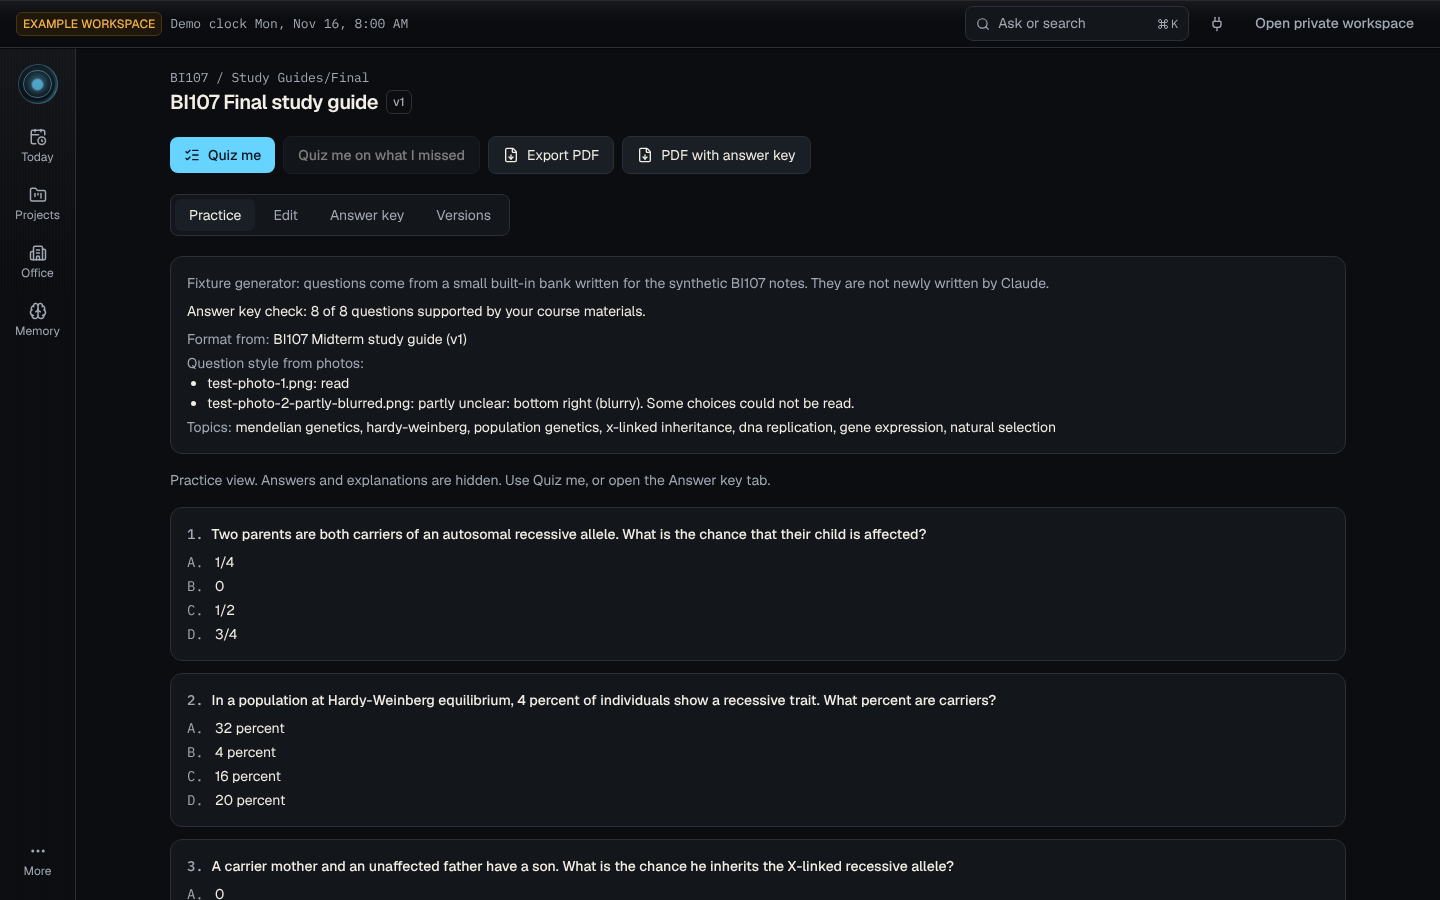 EXAMPLE WORKSPACE Demo clock Mon, Nov 16, 8:00 AM Ask or search ⌘K Open private workspace
Today
Projects
Office
Memory
More
BI107 / Study Guides/Final
BI107 Final study guide v1
Quiz me Quiz me on what I missed Export PDF PDF with answer key
Practice Edit Answer key Versions
Fixture generator: questions come from a small built-in bank written for the synthetic BI107 notes. They are not newly written by Claude.
Answer key check: 8 of 8 questions supported by your course materials.
Format from: BI107 Midterm study guide (v1)
Question style from photos:
• test-photo-1.png: read
• test-photo-2-partly-blurred.png: partly unclear: bottom right (blurry). Some choices could not be read.
Topics: mendelian genetics, hardy-weinberg, population genetics, x-linked inheritance, dna replication, gene expression, natural selection
Practice view. Answers and explanations are hidden. Use Quiz me, or open the Answer key tab.
1. Two parents are both carriers of an autosomal recessive allele. What is the chance that their child is affected?
A. 1/4
B. 0
C. 1/2
D. 3/4
2. In a population at Hardy-Weinberg equilibrium, 4 percent of individuals show a recessive trait. What percent are carriers?
A. 32 percent
B. 4 percent
C. 16 percent
D. 20 percent
3. A carrier mother and an unaffected father have a son. What is the chance he inherits the X-linked recessive allele?
A. 0